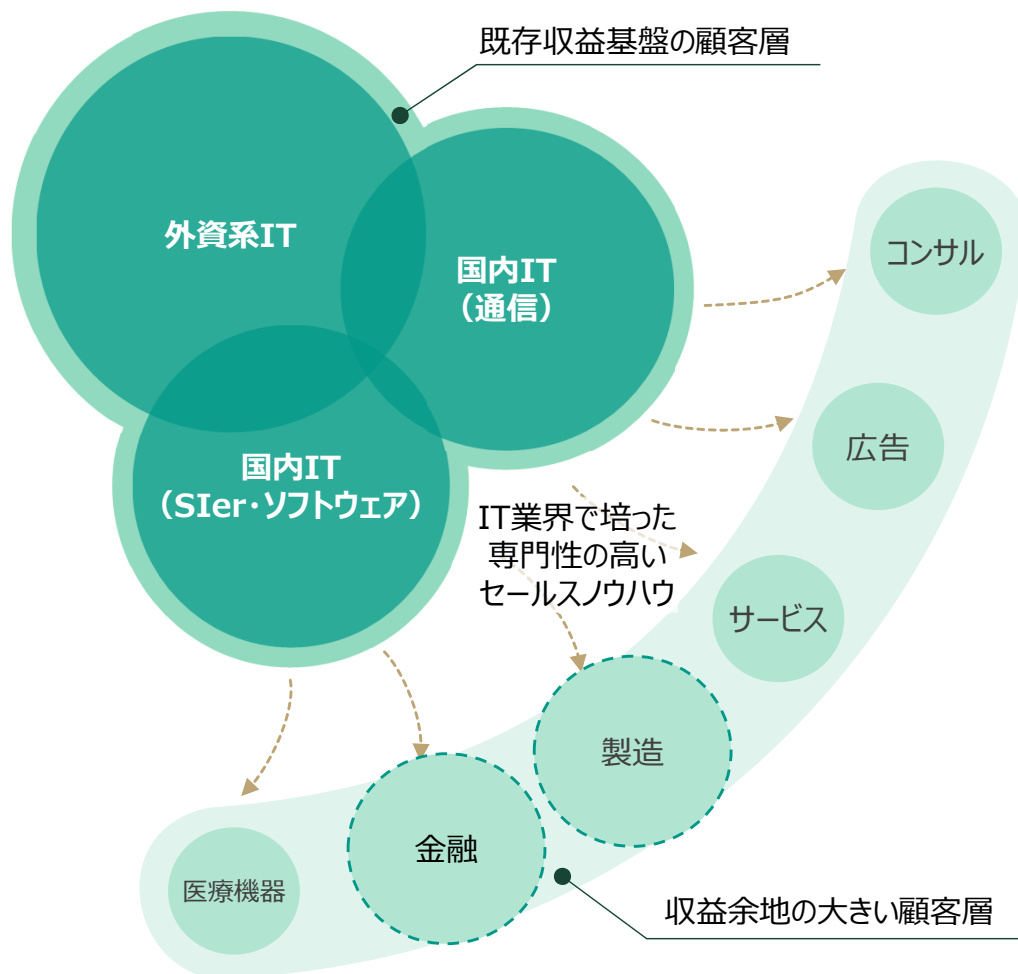 既存収益基盤の顧客層
外資系IT
国内IT
（通信）
コンサル
広告
国内IT
（SIer・ソフトウェア）
IT業界で培った
専門性の高い
セールスノウハウ
サービス
製造
金融
医療機器
収益余地の大きい顧客層